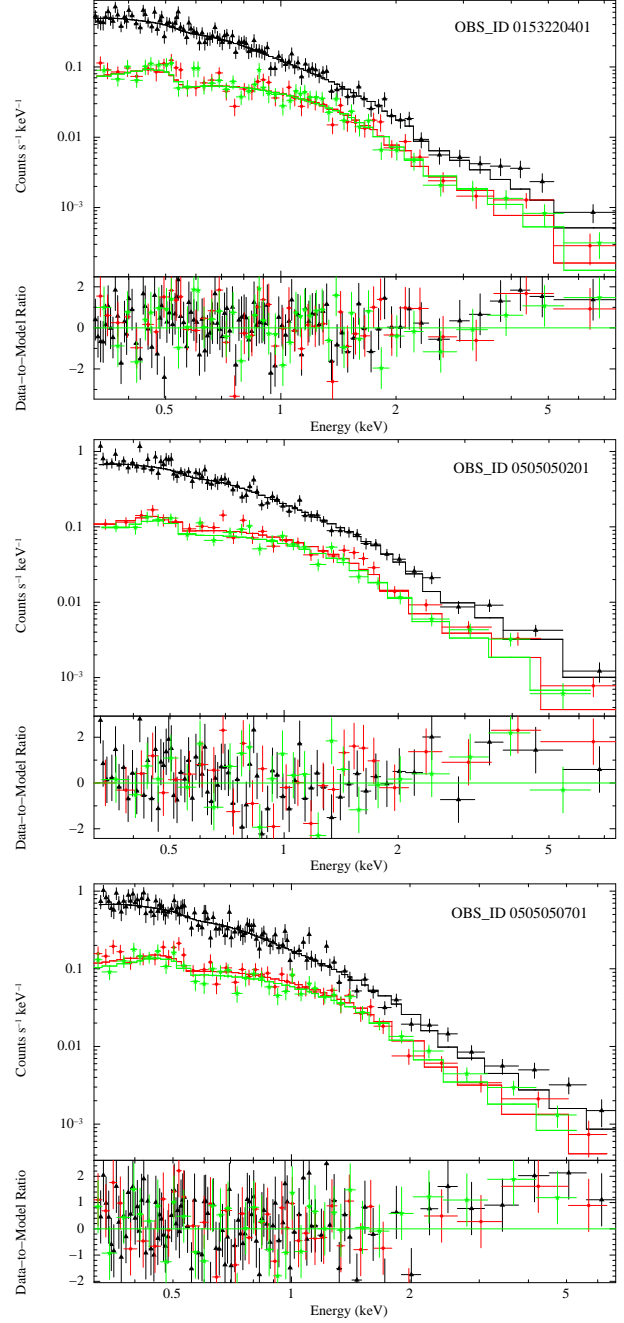 OBS_ID 0153220401
Counts s⁻¹ keV⁻¹
0.1
0.01
10⁻³
Data−to−Model Ratio
2
0
−2
0.5 1 2 5
Energy (keV)
OBS_ID 0505050201
Counts s⁻¹ keV⁻¹
1
0.1
0.01
10⁻³
Data−to−Model Ratio
2
0
−2
0.5 1 2 5
Energy (keV)
OBS_ID 0505050701
Counts s⁻¹ keV⁻¹
1
0.1
0.01
10⁻³
Data−to−Model Ratio
2
1
0
−1
−2
0.5 1 2 5
Energy (keV)